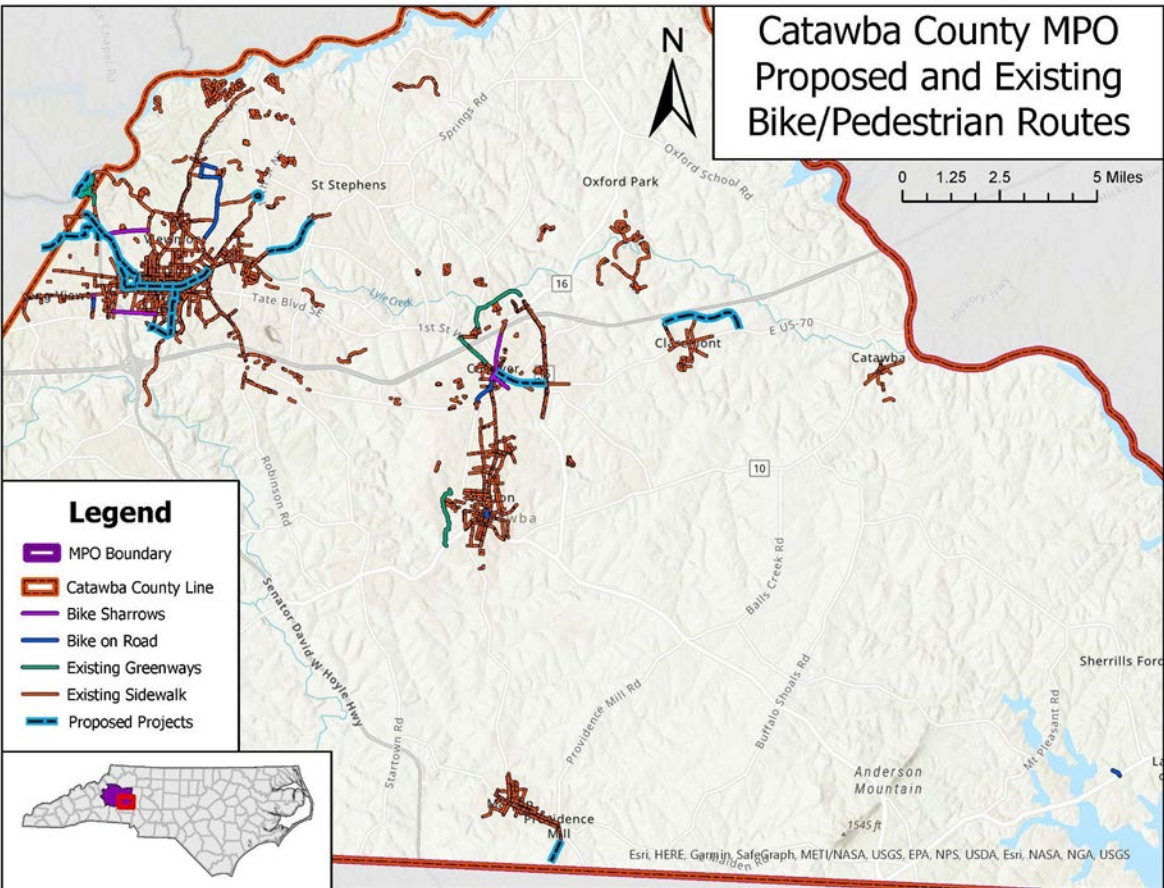 Catawba County MPO
Proposed and Existing
Bike/Pedestrian Routes
N
0 1.25 2.5 5 Miles
Springs Rd
Oxford School Rd
St Stephens
Oxford Park
16
Tate Blvd SE
Lyle Creek
1st St W
E US-70
Catawba
10
Robinson Rd
Balls Creek Rd
Senator David W Hoyle Hwy
Startown Rd
Providence Mill Rd
Buffalo Shoals Rd
Mt Pleasant Rd
Sherrills Ford
Anderson
Mountain
1545 ft
Providence
Mill
Legend
MPO Boundary
Catawba County Line
Bike Sharrows
Bike on Road
Existing Greenways
Existing Sidewalk
Proposed Projects
Esri, HERE, Garmin, SafeGraph, METI/NASA, USGS, EPA, NPS, USDA, Esri, NASA, NGA, USGS